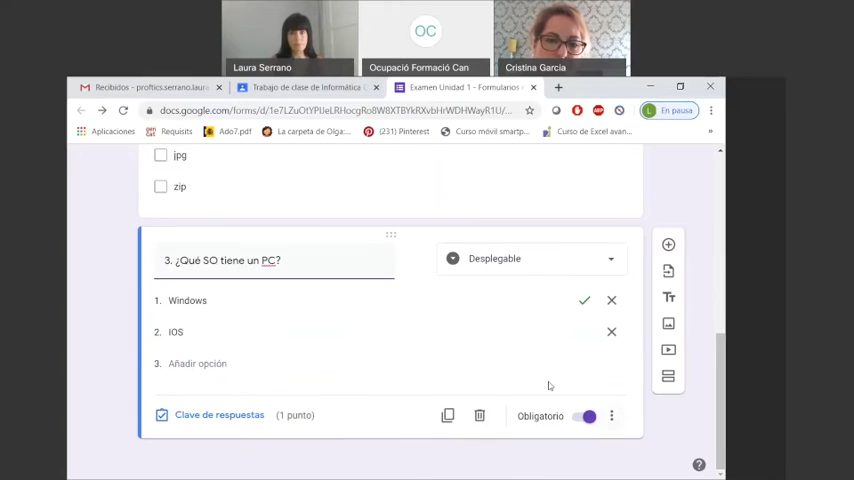 OC
Laura Serrano
Ocupació Formació Can
Cristina Garcia
Recibidos - proftics.serrano.laura
Trabajo de clase de Informática C
Examen Unidad 1 - Formularios
docs.google.com/forms/d/1e7LZuOtYPlJeLRHocgRo8W8XTBYkRXvbHrWDHWayR1U/...
ABP
L
En pausa
Aplicaciones
Requisits
Ado7.pdf
La carpeta de Olga:...
(231) Pinterest
Curso móvil smartp...
Curso de Excel avan...
»
jpg
zip
3. ¿Qué SO tiene un PC?
Desplegable
1. Windows
2. IOS
3. Añadir opción
Clave de respuestas (1 punto)
Obligatorio